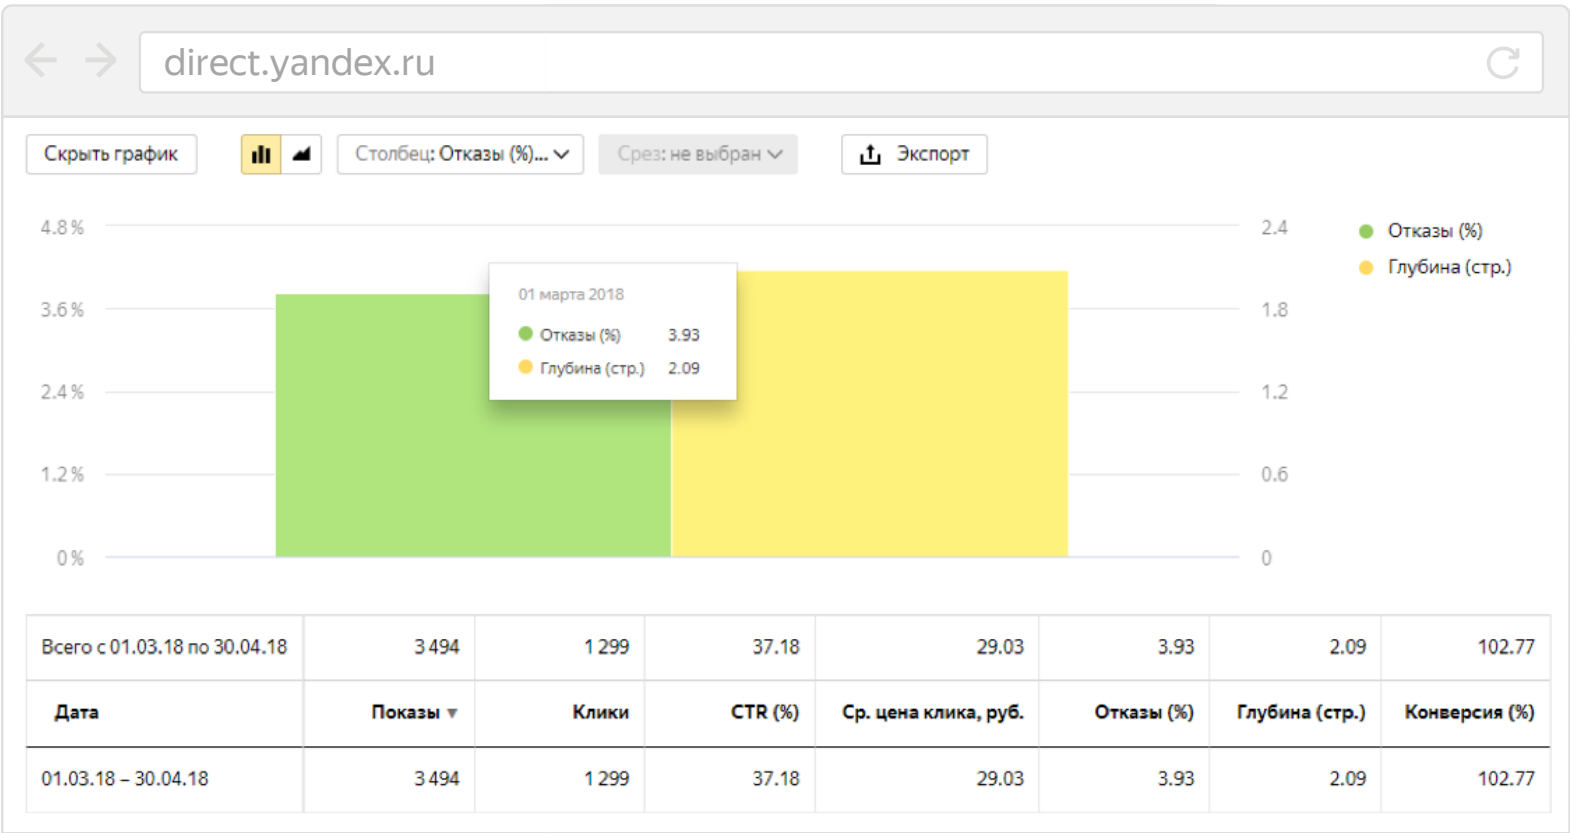 direct.yandex.ru
Скрыть график
Столбец: Отказы (%)...
Срез: не выбран
Экспорт
4.8 %
3.6 %
2.4 %
1.2 %
0 %
01 марта 2018
Отказы (%) 3.93
Глубина (стр.) 2.09
2.4
1.8
1.2
0.6
0
Отказы (%)
Глубина (стр.)
Всего с 01.03.18 по 30.04.18 3 494 1 299 37.18 29.03 3.93 2.09 102.77
Дата Показы ▼ Клики CTR (%) Ср. цена клика, руб. Отказы (%) Глубина (стр.) Конверсия (%)
01.03.18 – 30.04.18 3 494 1 299 37.18 29.03 3.93 2.09 102.77